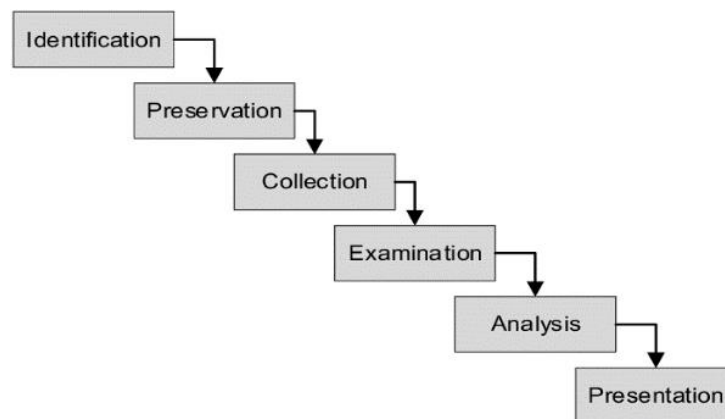 Identification
Preservation
Collection
Examination
Analysis
Presentation